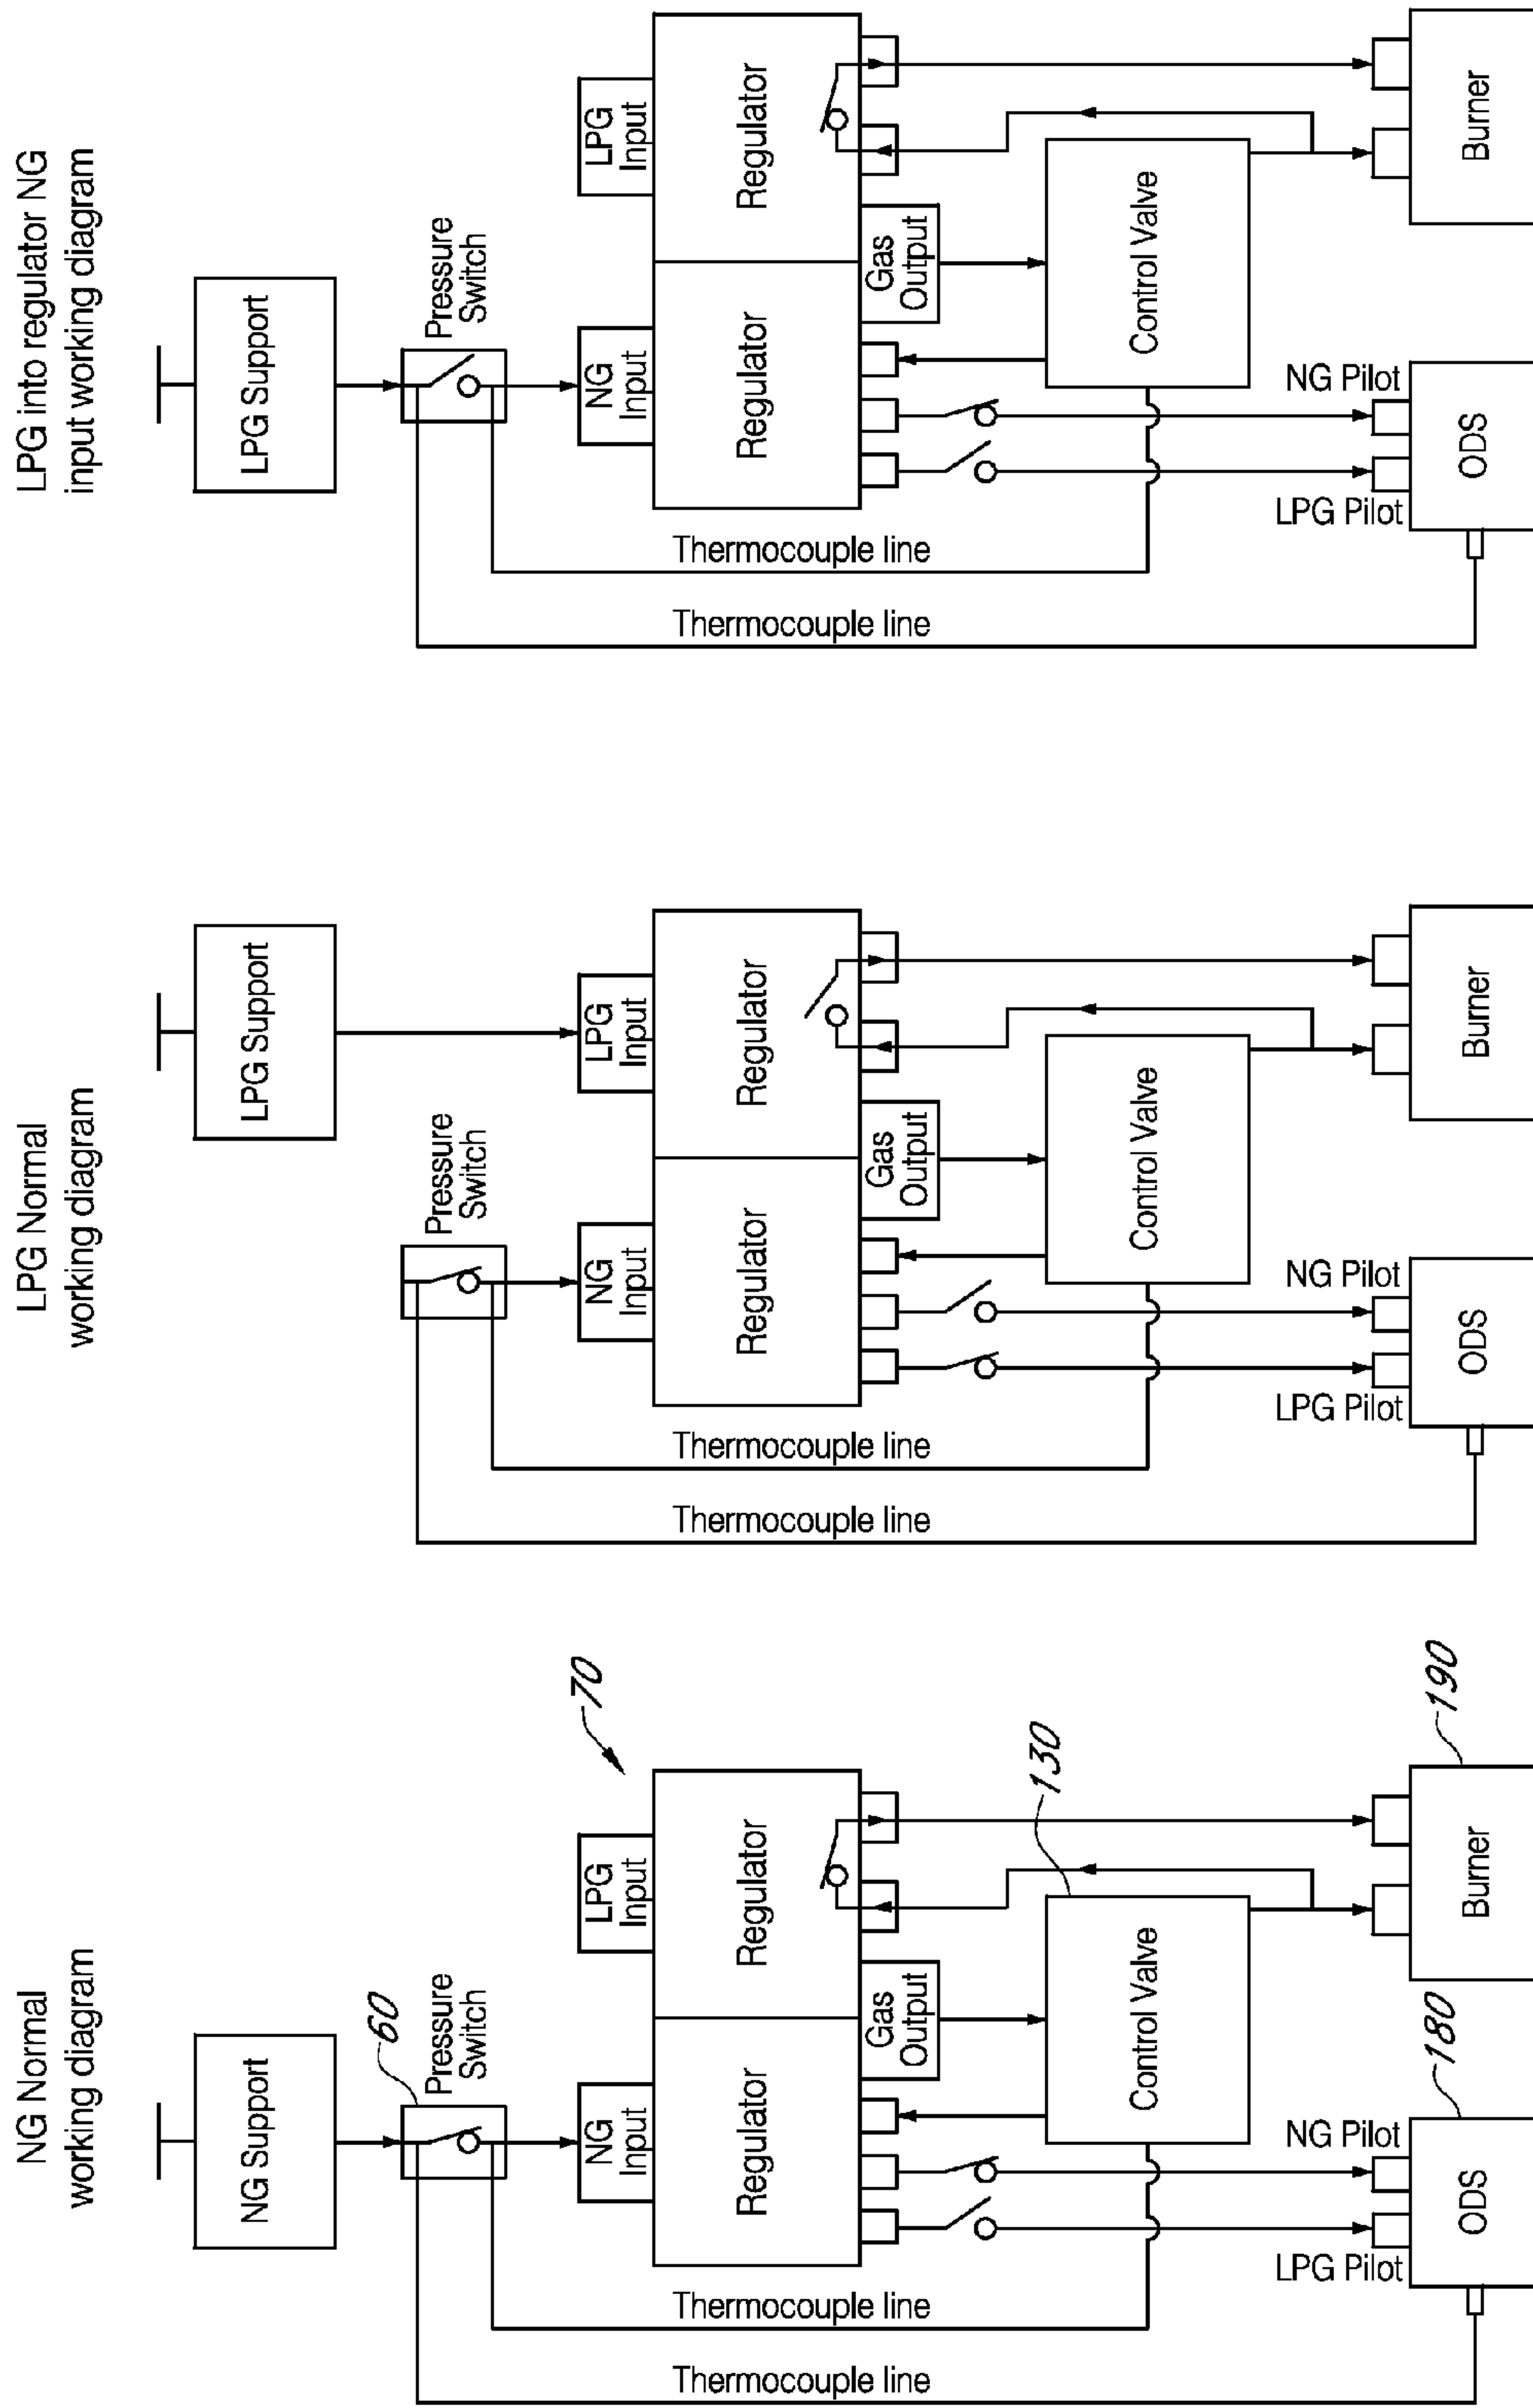 NG Normal
working diagram
NG Support
60
Pressure
Switch
70
NG
Input
LPG
Input
Regulator
Regulator
Gas
Output
130
Control Valve
Thermocouple line
Thermocouple line
NG Pilot
LPG Pilot
180
ODS
190
Burner
LPG Normal
working diagram
LPG Support
Pressure
Switch
NG
Input
LPG
Input
Regulator
Regulator
Gas
Output
Control Valve
Thermocouple line
Thermocouple line
NG Pilot
LPG Pilot
ODS
Burner
LPG into regulator NG
input working diagram
LPG Support
Pressure
Switch
NG
Input
LPG
Input
Regulator
Regulator
Gas
Output
Control Valve
Thermocouple line
Thermocouple line
NG Pilot
LPG Pilot
ODS
Burner